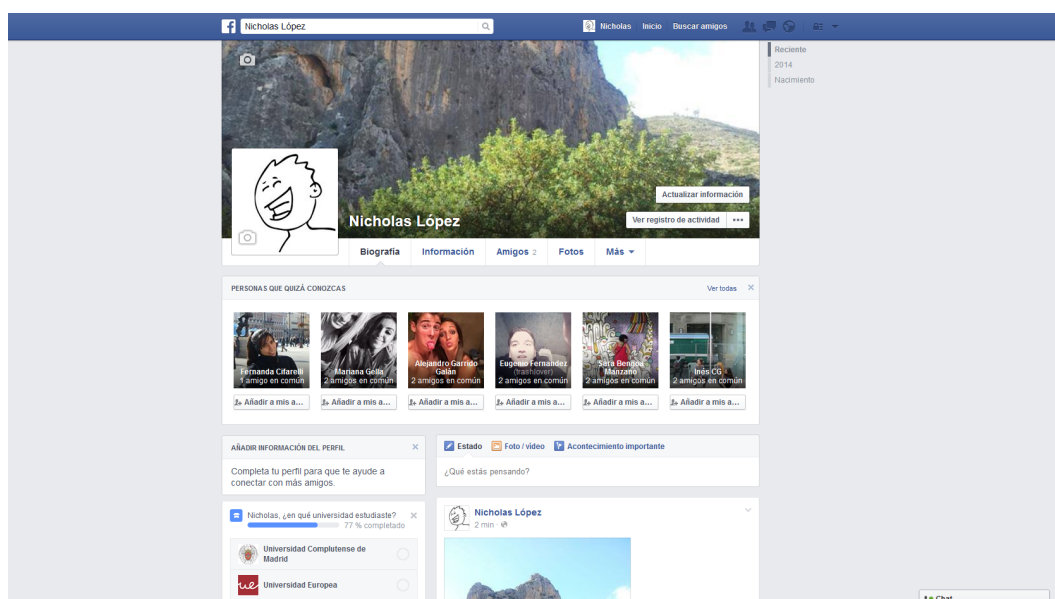 Nicholas López
Nicholas Inicio Buscar amigos
Reciente
2014
Nacimiento
Actualizar información
Nicholas López
Ver registro de actividad
Biografía Información Amigos 2 Fotos Más
PERSONAS QUE QUIZÁ CONOZCAS Ver todas
Fernanda Cifarelli
1 amigo en común
Mariana Gella
2 amigos en común
Alejandro Garrido
Galán
2 amigos en común
Eugenio Fernandez
(trashlover)
2 amigos en común
Sara Bengoa
Manzano
2 amigos en común
Inés CG
2 amigos en común
Añadir a mis a... Añadir a mis a... Añadir a mis a... Añadir a mis a... Añadir a mis a... Añadir a mis a...
AÑADIR INFORMACIÓN DEL PERFIL
Completa tu perfil para que te ayude a
conectar con más amigos.
Estado Foto / vídeo Acontecimiento importante
¿Qué estás pensando?
Nicholas, ¿en qué universidad estudiaste?
77 % completado
Universidad Complutense de
Madrid
ue Universidad Europea
Nicholas López
2 min
Chat